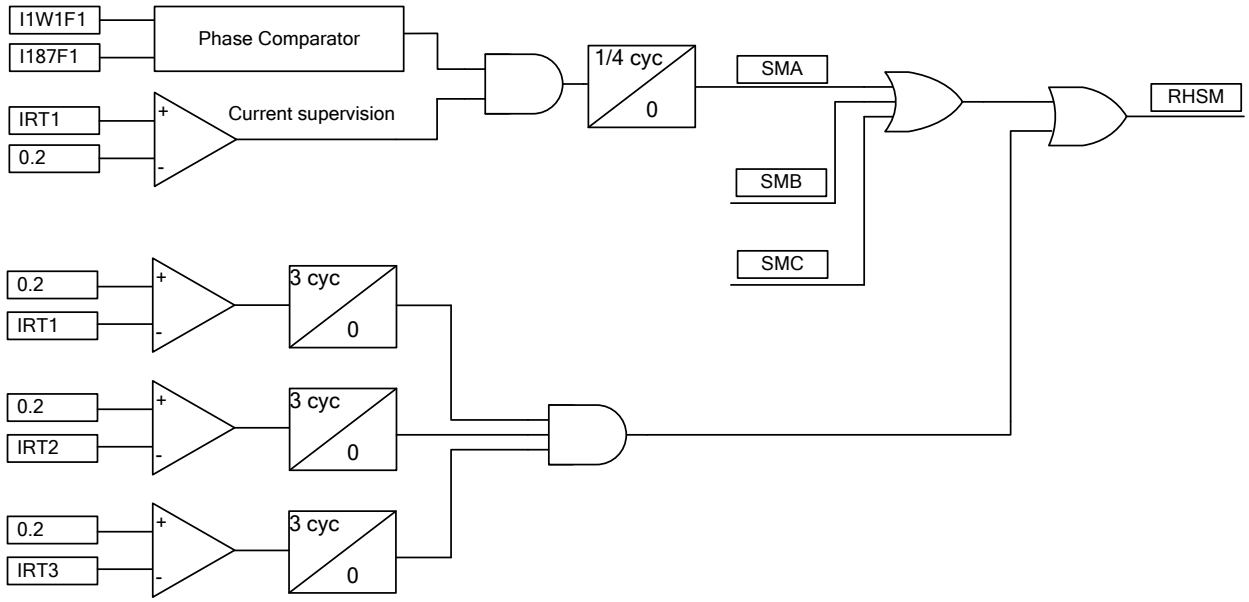 I1W1F1
I187F1
Phase Comparator
IRT1
0.2
+
-
Current supervision
1/4 cyc
0
SMA
SMB
SMC
RHSM
0.2
IRT1
+
-
3 cyc
0
0.2
IRT2
+
-
3 cyc
0
0.2
IRT3
+
-
3 cyc
0